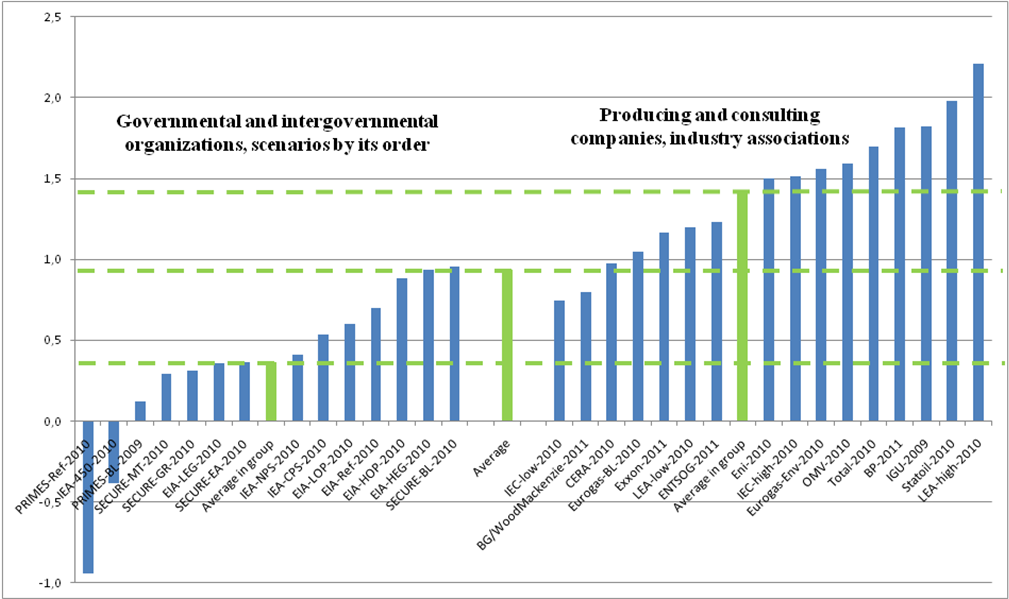 2,5
2,0
1,5
1,0
0,5
0,0
-0,5
-1,0
Governmental and intergovernmental
organizations, scenarios by its order
Producing and consulting
companies, industry associations
PRIMES-Ref-2010
IEA-450-2010
PRIMES-BL-2009
SECURE-MT-2010
SECURE-GR-2010
EIA-LEG-2010
SECURE-EA-2010
Average in group
IEA-NPS-2010
IEA-CPS-2010
EIA-LOP-2010
EIA-Ref-2010
EIA-HOP-2010
EIA-HEG-2010
SECURE-BL-2010
Average
IEC-low-2010
BG/WoodMackenzie-2011
CERA-2010
Eurogas-BL-2010
Exxon-2011
LEA-low-2010
ENTSOG-2011
Average in group
Eni-2010
IEC-high-2010
Eurogas-Env-2010
OMV-2010
Total-2010
BP-2011
IGU-2009
Statoil-2010
LEA-high-2010